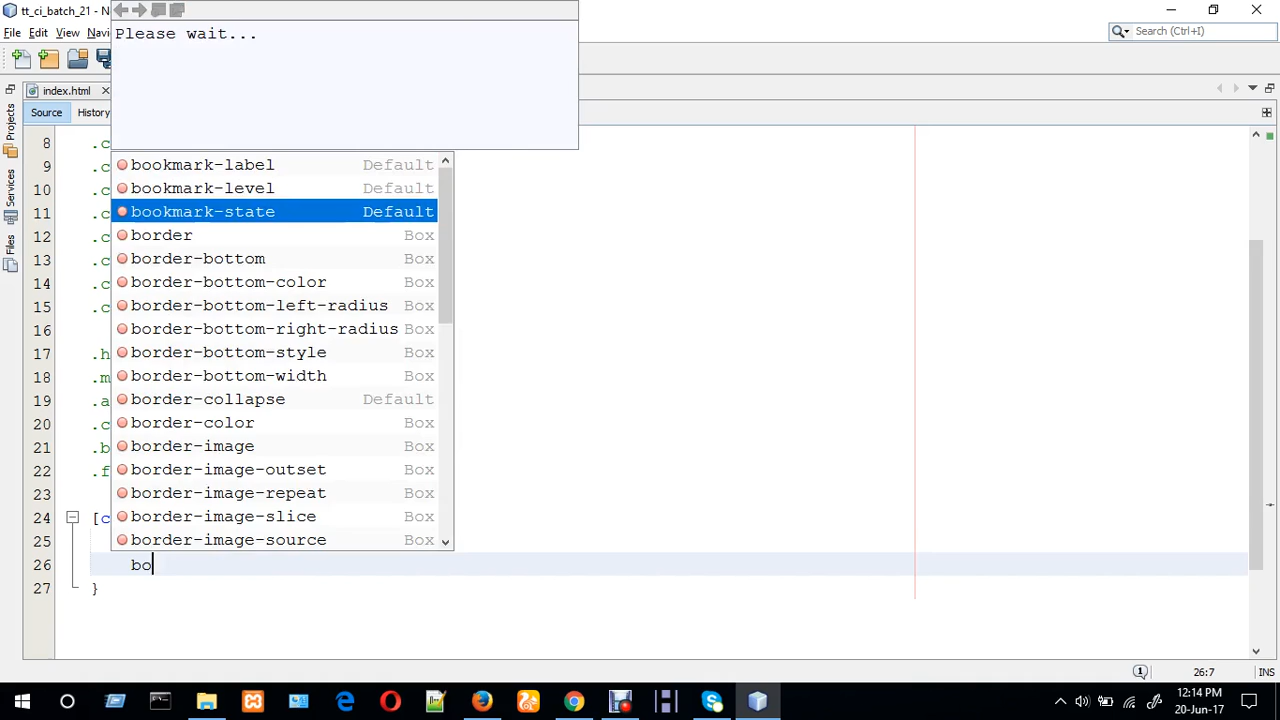 tt_ci_batch_21 - N
File Edit View Navi
Search (Ctrl+I)
Please wait...
index.html
Source History
Projects
Services
Files
bookmark-label Default
bookmark-level Default
bookmark-state Default
border Box
border-bottom Box
border-bottom-color Box
border-bottom-left-radius Box
border-bottom-right-radius Box
border-bottom-style Box
border-bottom-width Box
border-collapse Default
border-color Box
border-image Box
border-image-outset Box
border-image-repeat Box
border-image-slice Box
border-image-source Box
8 .c
9 .c
10 .c
11 .c
12 .c
13 .c
14 .c
15 .c
16
17 .h
18 .m
19 .a
20 .c
21 .b
22 .f
23
24 [c
25
26 bo
27 }
1 26:7 INS
12:14 PM
20-Jun-17